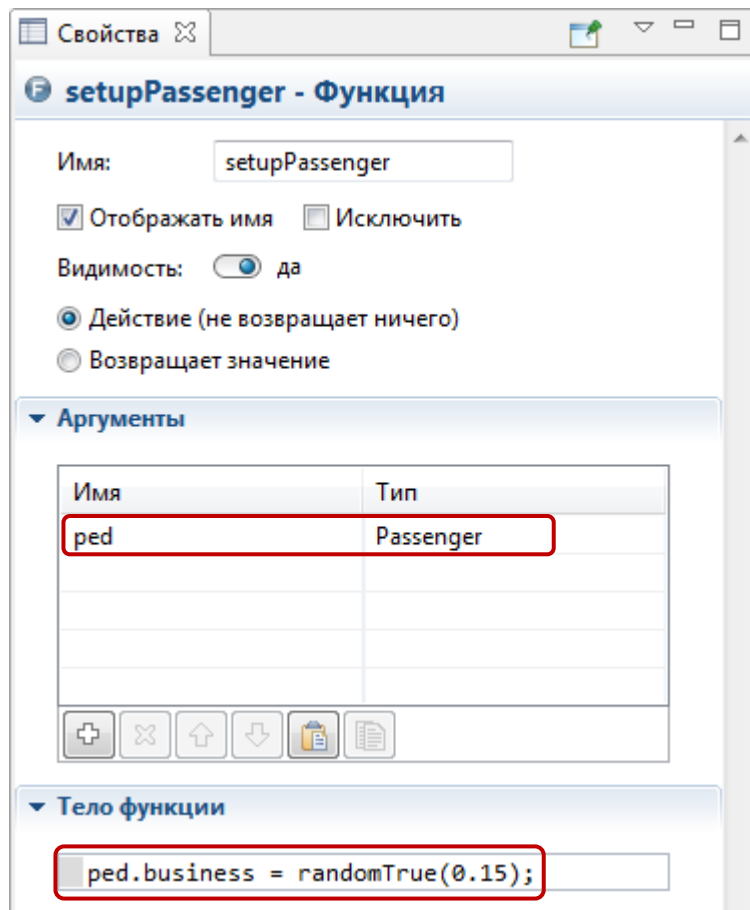 Свойства
setupPassenger - Функция
Имя: setupPassenger
Отображать имя Исключить
Видимость: да
Действие (не возвращает ничего)
Возвращает значение
Аргументы
Имя Тип
ped Passenger
Тело функции
ped.business = randomTrue(0.15);